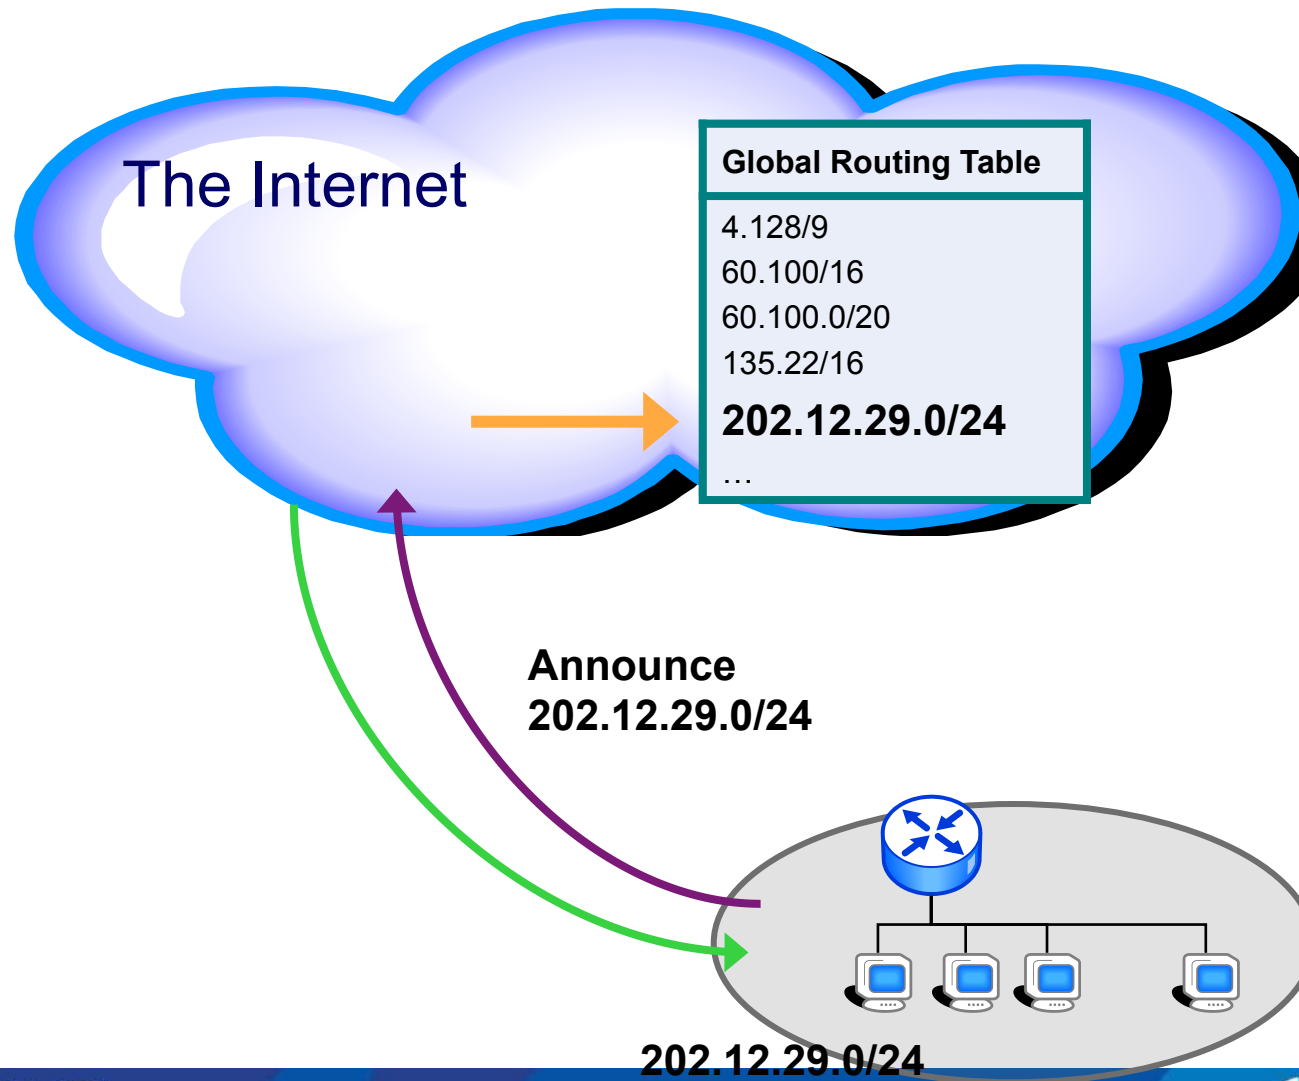 The Internet
Global Routing Table
4.128/9
60.100/16
60.100.0/20
135.22/16
202.12.29.0/24
…
Announce
202.12.29.0/24
202.12.29.0/24